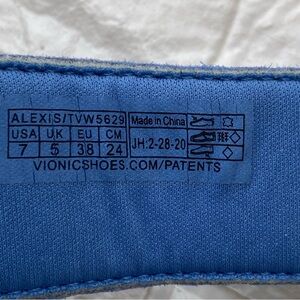 ALEXIS/TVW5629 Made in China
USA UK EU CM
7 5 38 24 JH:2-28-20
VIONICSHOES.COM/PATENTS